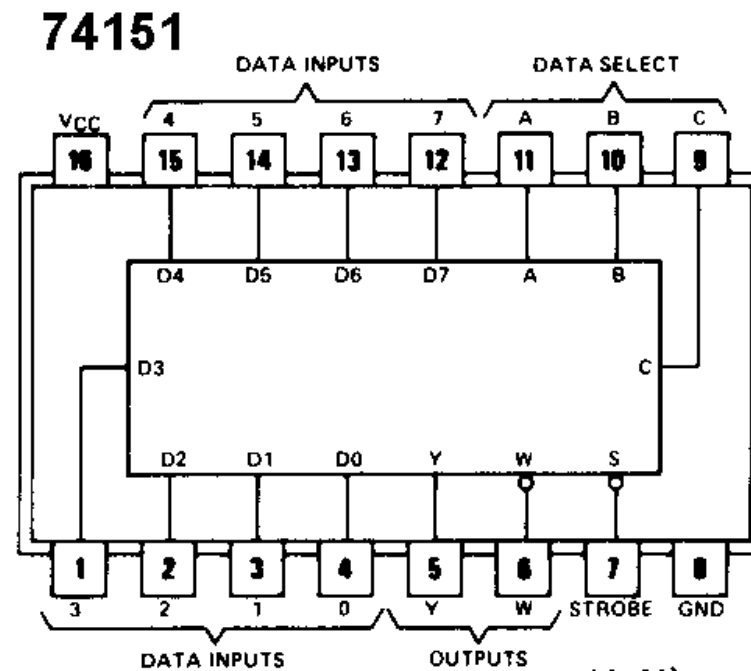 74151
DATA INPUTS DATA SELECT
VCC 4 5 6 7 A B C
16 15 14 13 12 11 10 9
D4 D5 D6 D7 A B
D3 C
D2 D1 D0 Y W S
1 2 3 4 5 6 7 8
3 2 1 0 Y W STROBE GND
DATA INPUTS OUTPUTS